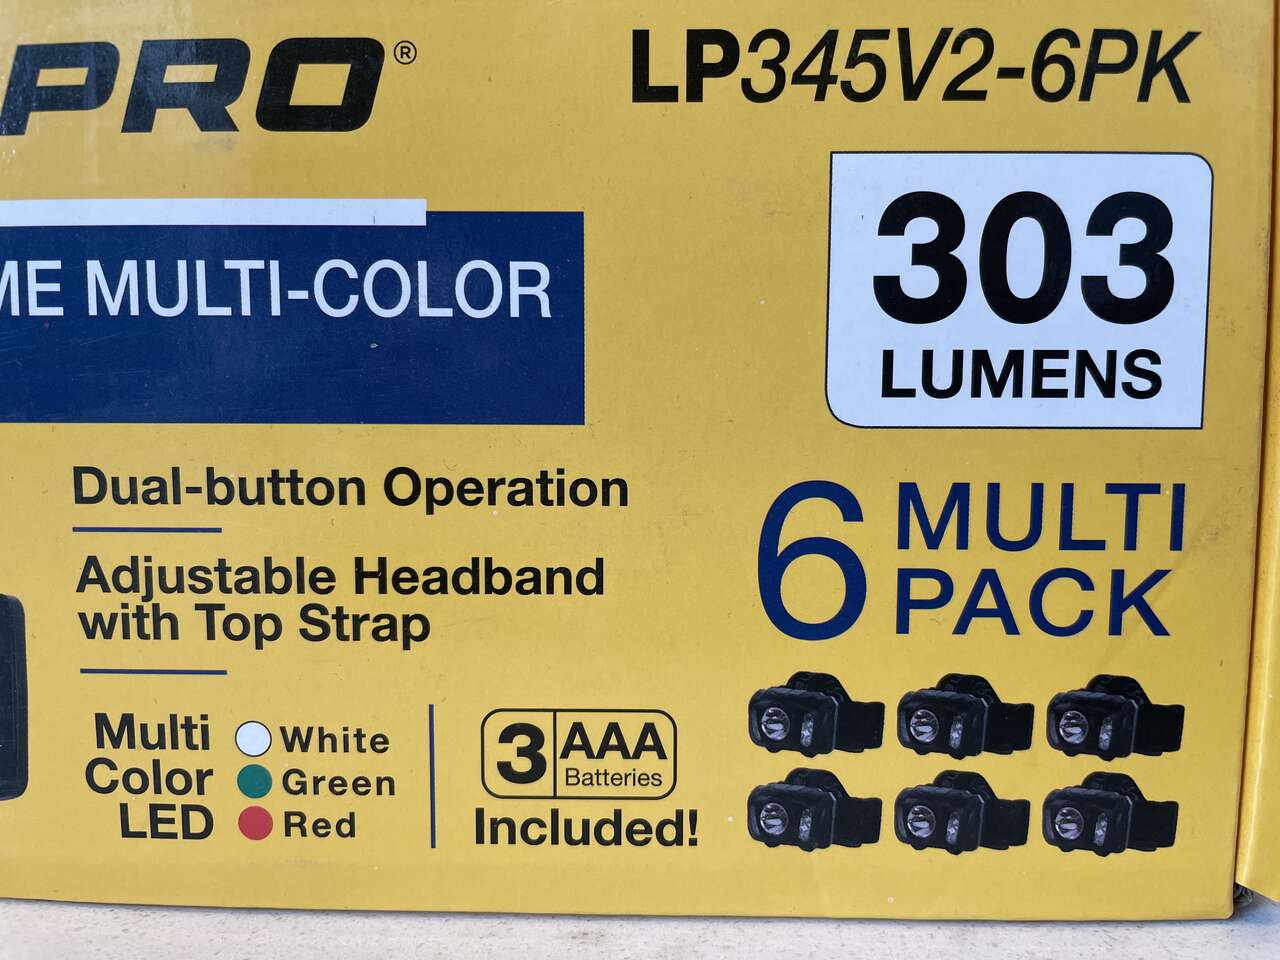 PRO®
LP345V2-6PK
303
LUMENS
ME MULTI-COLOR
Dual-button Operation
Adjustable Headband
with Top Strap
Multi
Color
LED
White
Green
Red
3 AAA
Batteries
Included!
6 MULTI
PACK